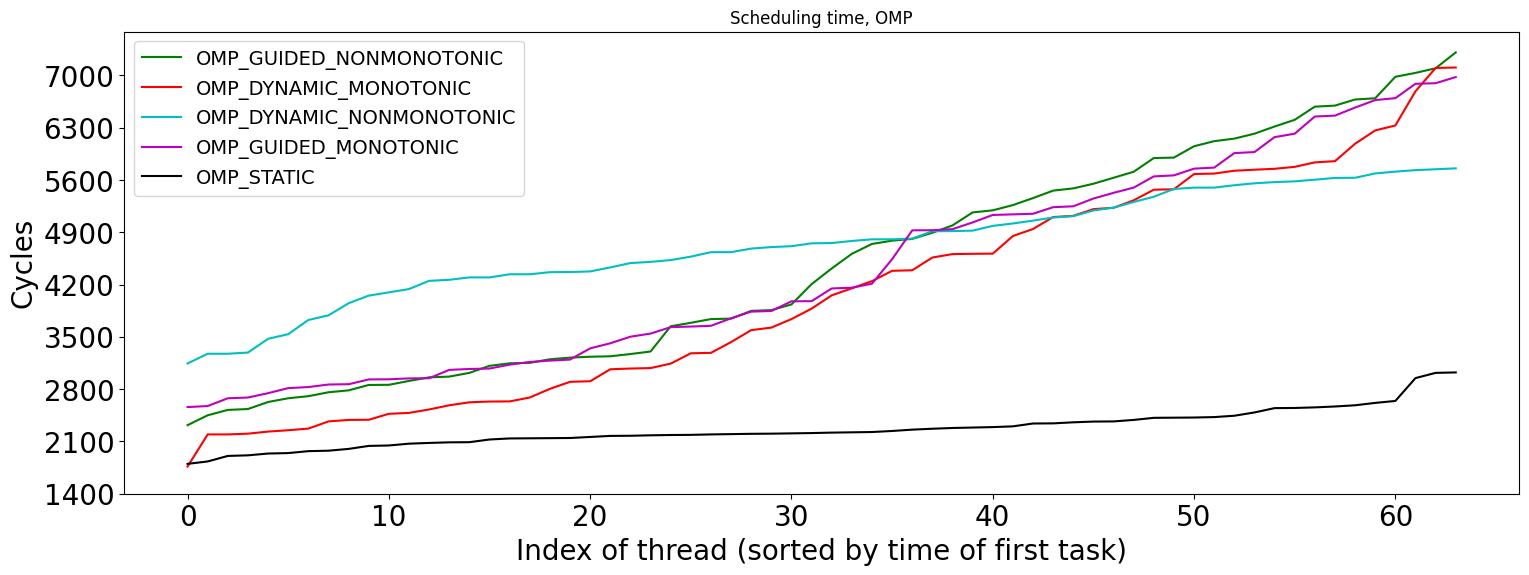 Scheduling time, OMP
OMP_GUIDED_NONMONOTONIC
OMP_DYNAMIC_MONOTONIC
OMP_DYNAMIC_NONMONOTONIC
OMP_GUIDED_MONOTONIC
OMP_STATIC
Cycles
7000
6300
5600
4900
4200
3500
2800
2100
1400
0 10 20 30 40 50 60
Index of thread (sorted by time of first task)